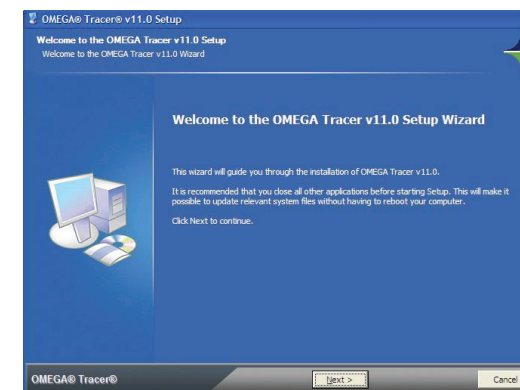 OMEGA® Tracer® v11.0 Setup
Welcome to the OMEGA Tracer v11.0 Setup
Welcome to the OMEGA Tracer v11.0 Wizard
Welcome to the OMEGA Tracer v11.0 Setup Wizard
This wizard will guide you through the installation of OMEGA Tracer v11.0.
It is recommended that you close all other applications before starting Setup. This will make it
possible to update relevant system files without having to reboot your computer.
Click Next to continue.
OMEGA® Tracer®
Next >
Cancel